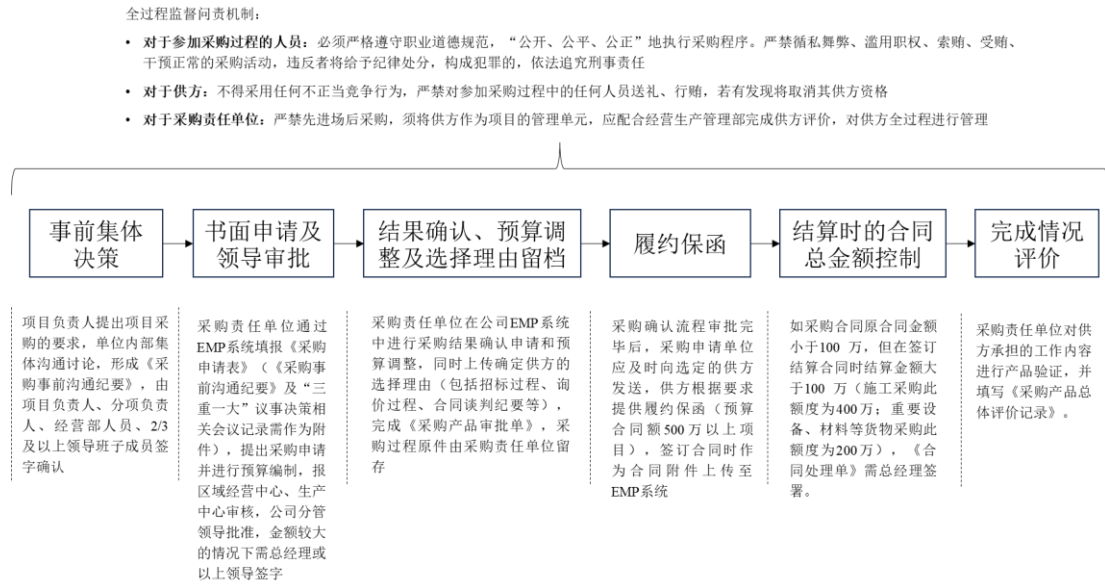 全过程监督问责机制：
• 对于参加采购过程的人员：必须严格遵守职业道德规范，“公开、公平、公正”地执行采购程序。严禁循私舞弊、滥用职权、索贿、受贿、
干预正常的采购活动，违反者将给予纪律处分，构成犯罪的，依法追究刑事责任
• 对于供方：不得采用任何不正当竞争行为，严禁对参加采购过程中的任何人员送礼、行贿，若有发现将取消其供方资格
• 对于采购责任单位：严禁先进场后采购，须将供方作为项目的管理单元，应配合经营生产管理部完成供方评价，对供方全过程进行管理
事前集体
决策
书面申请及
领导审批
结果确认、预算调
整及选择理由留档
履约保函
结算时的合同
总金额控制
完成情况
评价
项目负责人提出项目采
购的要求，单位内部集
体沟通讨论，形成《采
购事前沟通纪要》，由
项目负责人、分项负责
人、经营部人员、2/3
及以上领导班子成员签
字确认
采购责任单位通过
EMP系统填报《采购
申请表》（《采购事
前沟通纪要》及“三
重一大”议事决策相
关会议记录需作为附
件），提出采购申请
并进行预算编制，报
区域经营中心、生产
中心审核，公司分管
领导批准，金额较大
的情况下需总经理或
以上领导签字
采购责任单位在公司EMP系统
中进行采购结果确认申请和预
算调整，同时上传确定供方的
选择理由（包括招标过程、询
价过程、合同谈判纪要等），
完成《采购产品审批单》，采
购过程原件由采购责任单位留
存
采购确认流程审批完
毕后，采购申请单位
应及时向选定的供方
发送，供方根据要求
提供履约保函（预算
合同额500万以上项
目），签订合同时作
为合同附件上传至
EMP系统
如采购合同原合同金额
小于100 万，但在签订
结算合同时结算金额大
于100 万（施工采购此
额度为400万；重要设
备、材料等货物采购此
额度为200万），《合
同处理单》需总经理签
署。
采购责任单位对供
方承担的工作内容
进行产品验证，并
填写《采购产品总
体评价记录》。